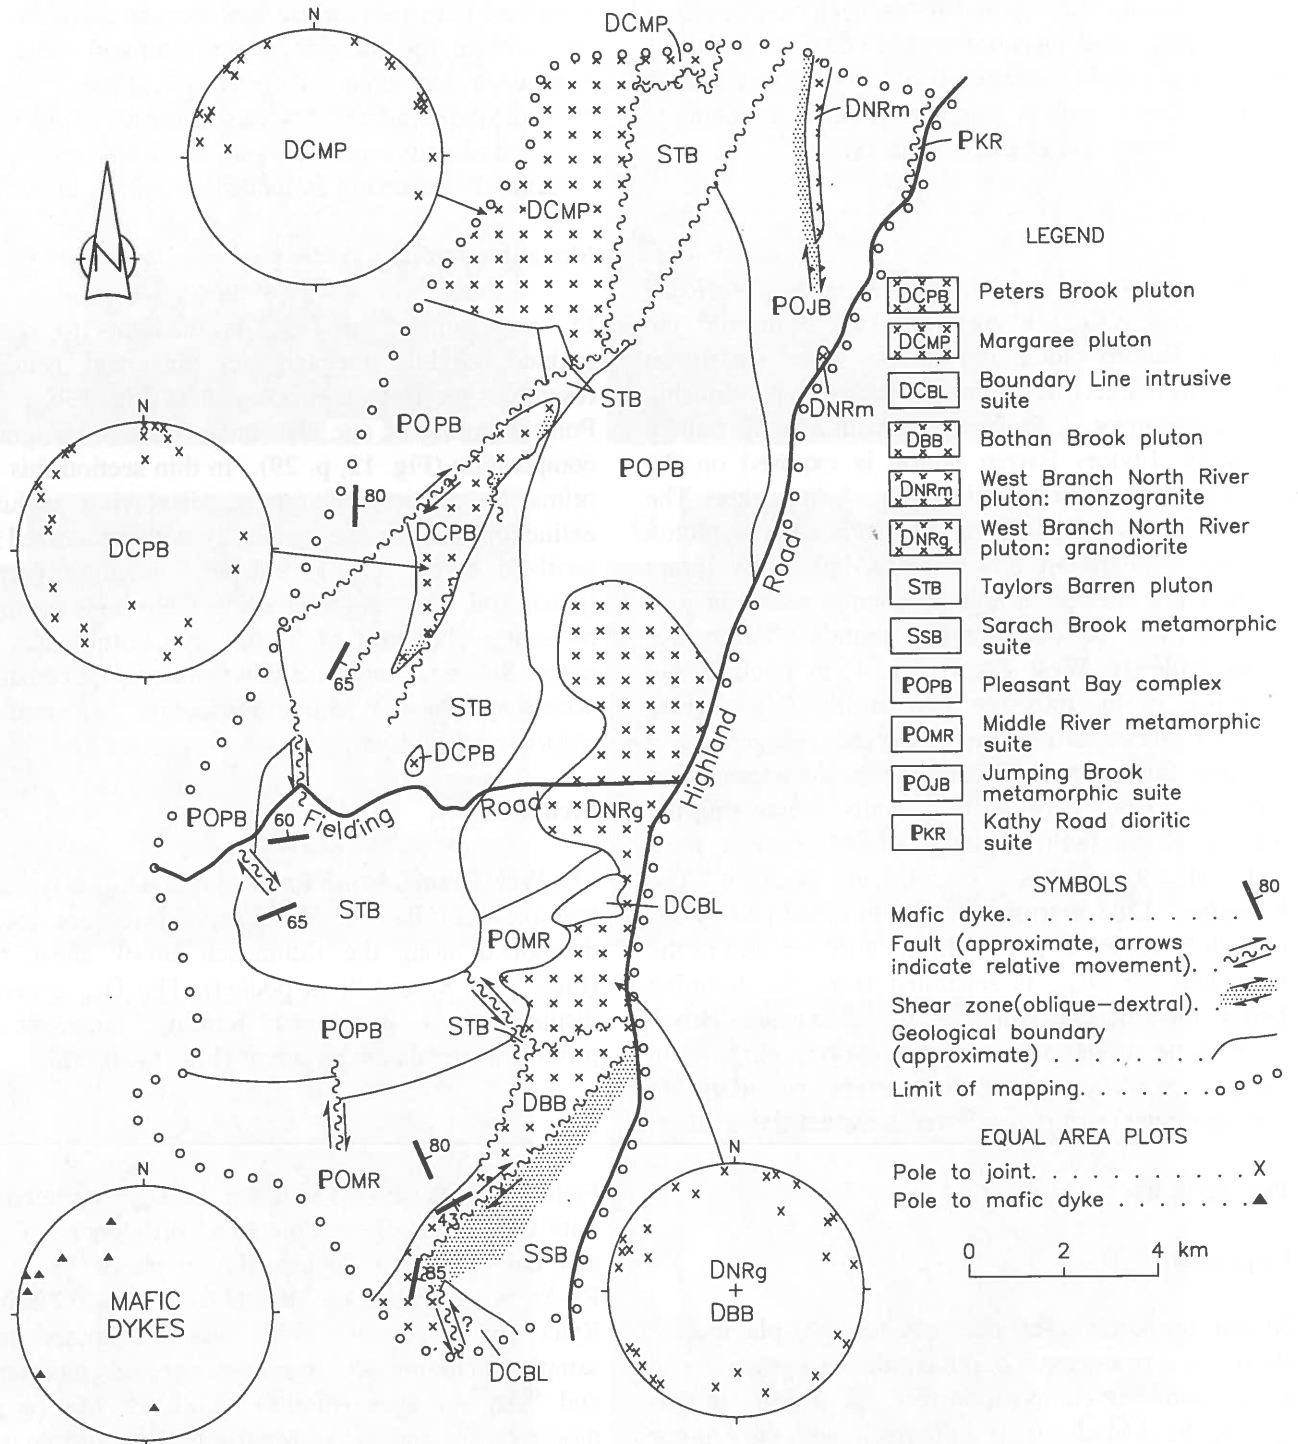 DCMP
N
DCMP
DNRm
PKR
STB
DCMP
N
LEGEND
POJB
DCPB Peters Brook pluton
DCMP Margaree pluton
DCBL Boundary Line intrusive
suite
DBB Bothan Brook pluton
DNRm West Branch North River
pluton: monzogranite
DNRg West Branch North River
pluton: granodiorite
STB Taylors Barren pluton
SSB Sarach Brook metamorphic
suite
POPB Pleasant Bay complex
POMR Middle River metamorphic
suite
POJB Jumping Brook
metamorphic suite
PKR Kathy Road dioritic
suite
STB
DNRm
N
POPB
POPB
80
DCPB
DCPB
Road
65
STB
DCPB
Highland
POPB
60
Fielding
Road
DNRg
STB
65
DCBL
POMR
POPB
STB
DBB
80
POMR
N
43
SSB
85
?
DCBL
MAFIC
DYKES
N
DNRg
+
DBB
SYMBOLS
80
Mafic dyke. . . . . . . . . . . . . . . . . .
Fault (approximate, arrows
indicate relative movement). .
Shear zone(oblique-dextral). .
Geological boundary
(approximate) . . . . . . . . . . .
Limit of mapping. . . . . . .
EQUAL AREA PLOTS
Pole to joint. . . . . . . . . . . . . . . . . . X
Pole to mafic dyke . . . . . . . .
0 2 4 km